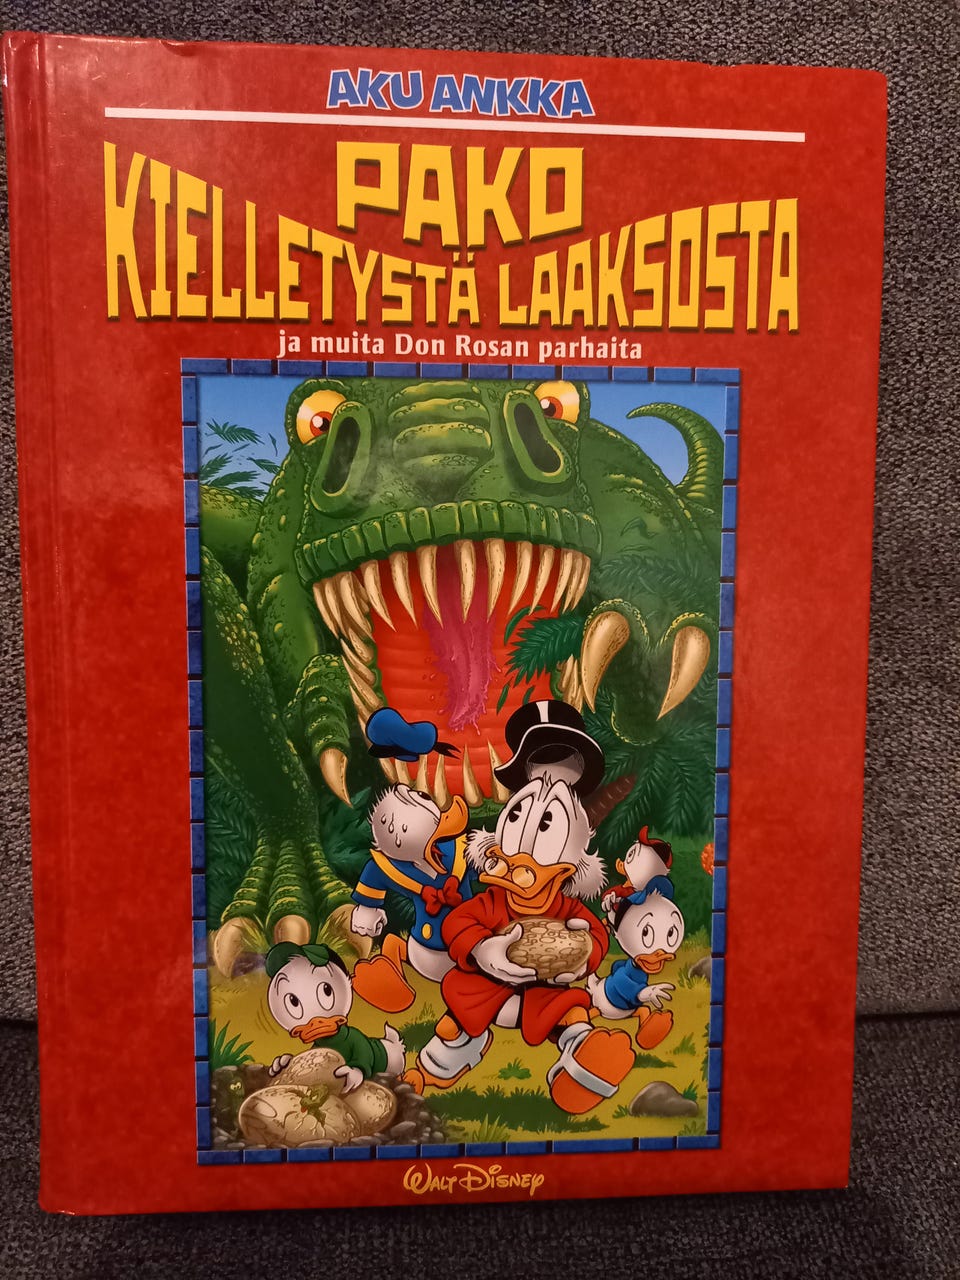 AKU ANKKA
PAKO
KIELLETYSTÄ LAAKSOSTA
ja muita Don Rosan parhaita
WALT DISNEY